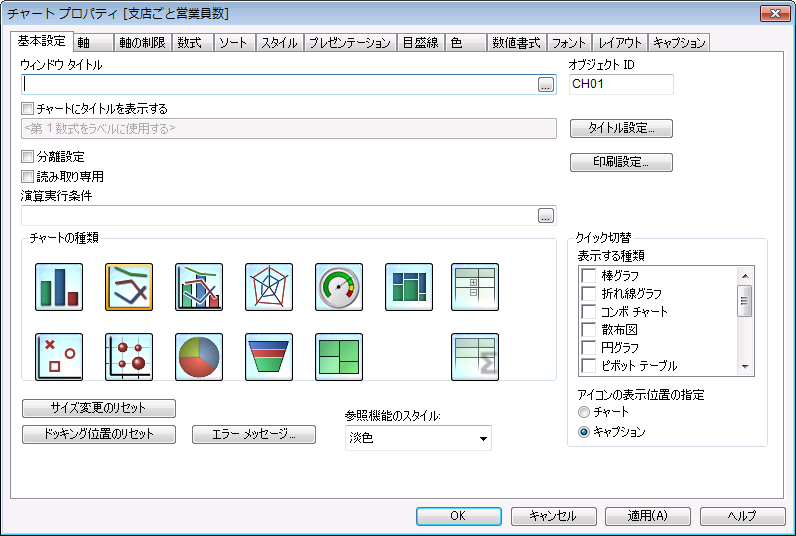 チャート プロパティ [支店ごと営業員数]
基本設定 軸 軸の制限 数式 ソート スタイル プレゼンテーション 目盛線 色 数値書式 フォント レイアウト キャプション
ウィンドウ タイトル
オブジェクト ID
...
CH01
チャートにタイトルを表示する
<第 1 数式をラベルに使用する>
タイトル設定...
分離設定
印刷設定...
読み取り専用
演算実行条件
...
チャートの種類
クイック切替
表示する種類
棒グラフ
折れ線グラフ
コンボ チャート
散布図
円グラフ
ピボット テーブル
サイズ変更のリセット
ドッキング位置のリセット
エラー メッセージ...
参照機能のスタイル:
淡色
アイコンの表示位置の指定
チャート
キャプション
OK キャンセル 適用(A) ヘルプ